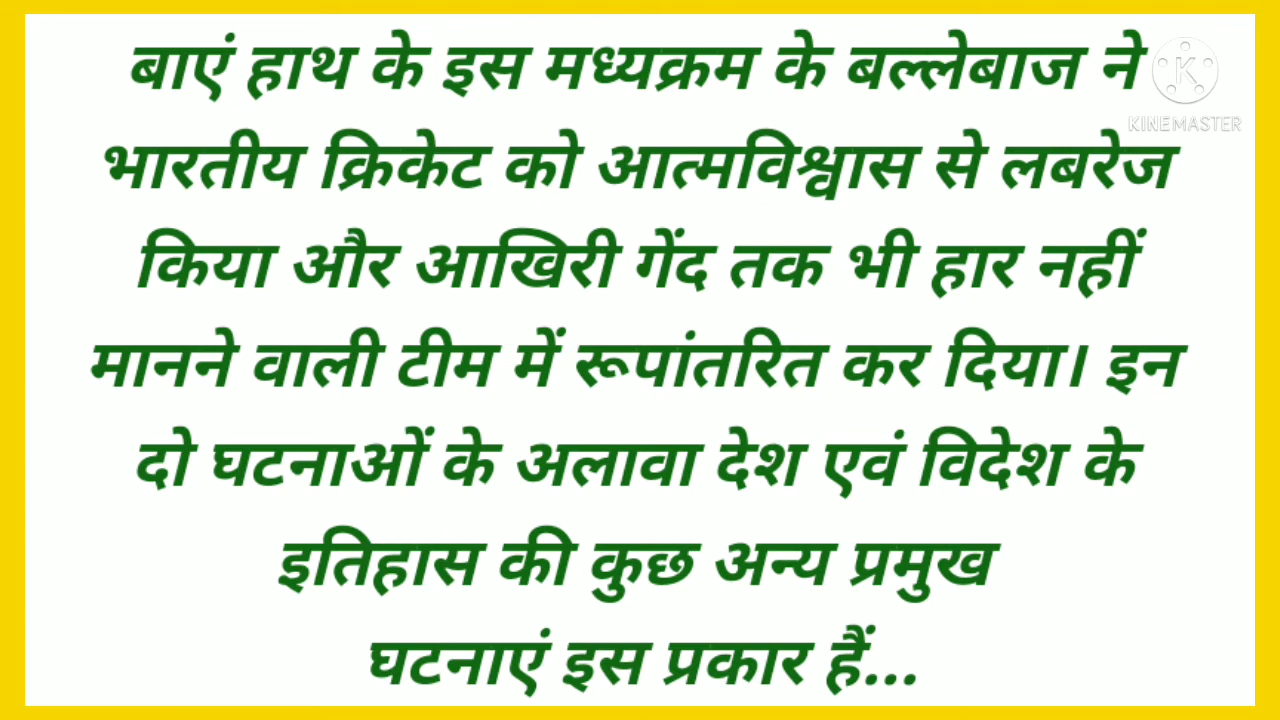 बाएं हाथ के इस मध्यक्रम के बल्लेबाज ने
KINEMASTER
भारतीय क्रिकेट को आत्मविश्वास से लबरेज
किया और आखिरी गेंद तक भी हार नहीं
मानने वाली टीम में रूपांतरित कर दिया। इन
दो घटनाओं के अलावा देश एवं विदेश के
इतिहास की कुछ अन्य प्रमुख
घटनाएं इस प्रकार हैं...